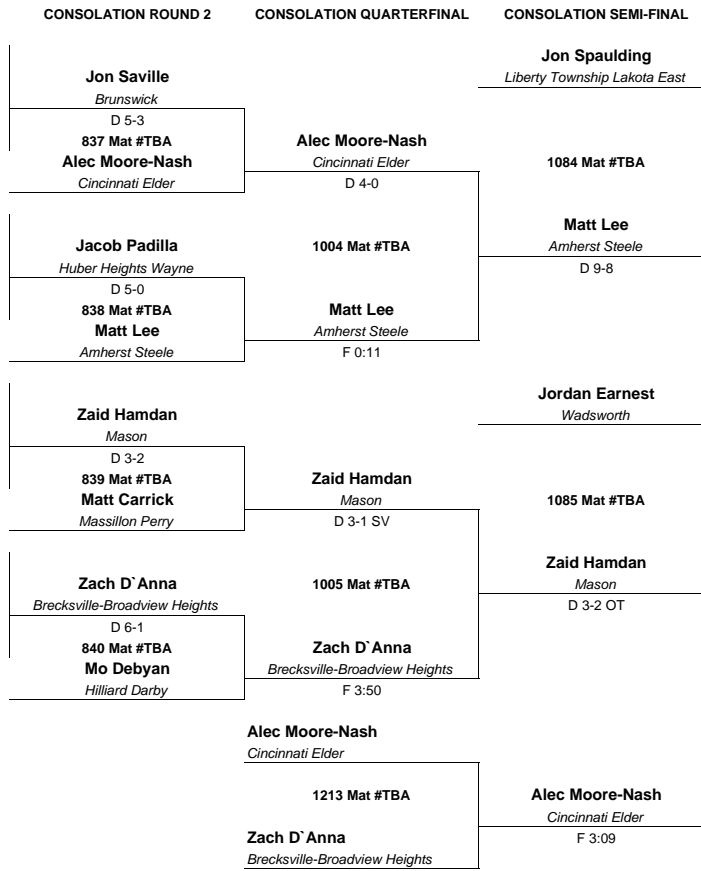 CONSOLATION ROUND 2
CONSOLATION QUARTERFINAL
CONSOLATION SEMI-FINAL
Jon Saville
Brunswick
D 5-3
837 Mat #TBA
Alec Moore-Nash
Cincinnati Elder
Jacob Padilla
Huber Heights Wayne
D 5-0
838 Mat #TBA
Matt Lee
Amherst Steele
Zaid Hamdan
Mason
D 3-2
839 Mat #TBA
Matt Carrick
Massillon Perry
Zach D`Anna
Brecksville-Broadview Heights
D 6-1
840 Mat #TBA
Mo Debyan
Hilliard Darby
Alec Moore-Nash
Cincinnati Elder
D 4-0
1004 Mat #TBA
Matt Lee
Amherst Steele
F 0:11
Zaid Hamdan
Mason
D 3-1 SV
1005 Mat #TBA
Zach D`Anna
Brecksville-Broadview Heights
F 3:50
Jon Spaulding
Liberty Township Lakota East
1084 Mat #TBA
Matt Lee
Amherst Steele
D 9-8
Jordan Earnest
Wadsworth
1085 Mat #TBA
Zaid Hamdan
Mason
D 3-2 OT
Alec Moore-Nash
Cincinnati Elder
1213 Mat #TBA
Zach D`Anna
Brecksville-Broadview Heights
Alec Moore-Nash
Cincinnati Elder
F 3:09